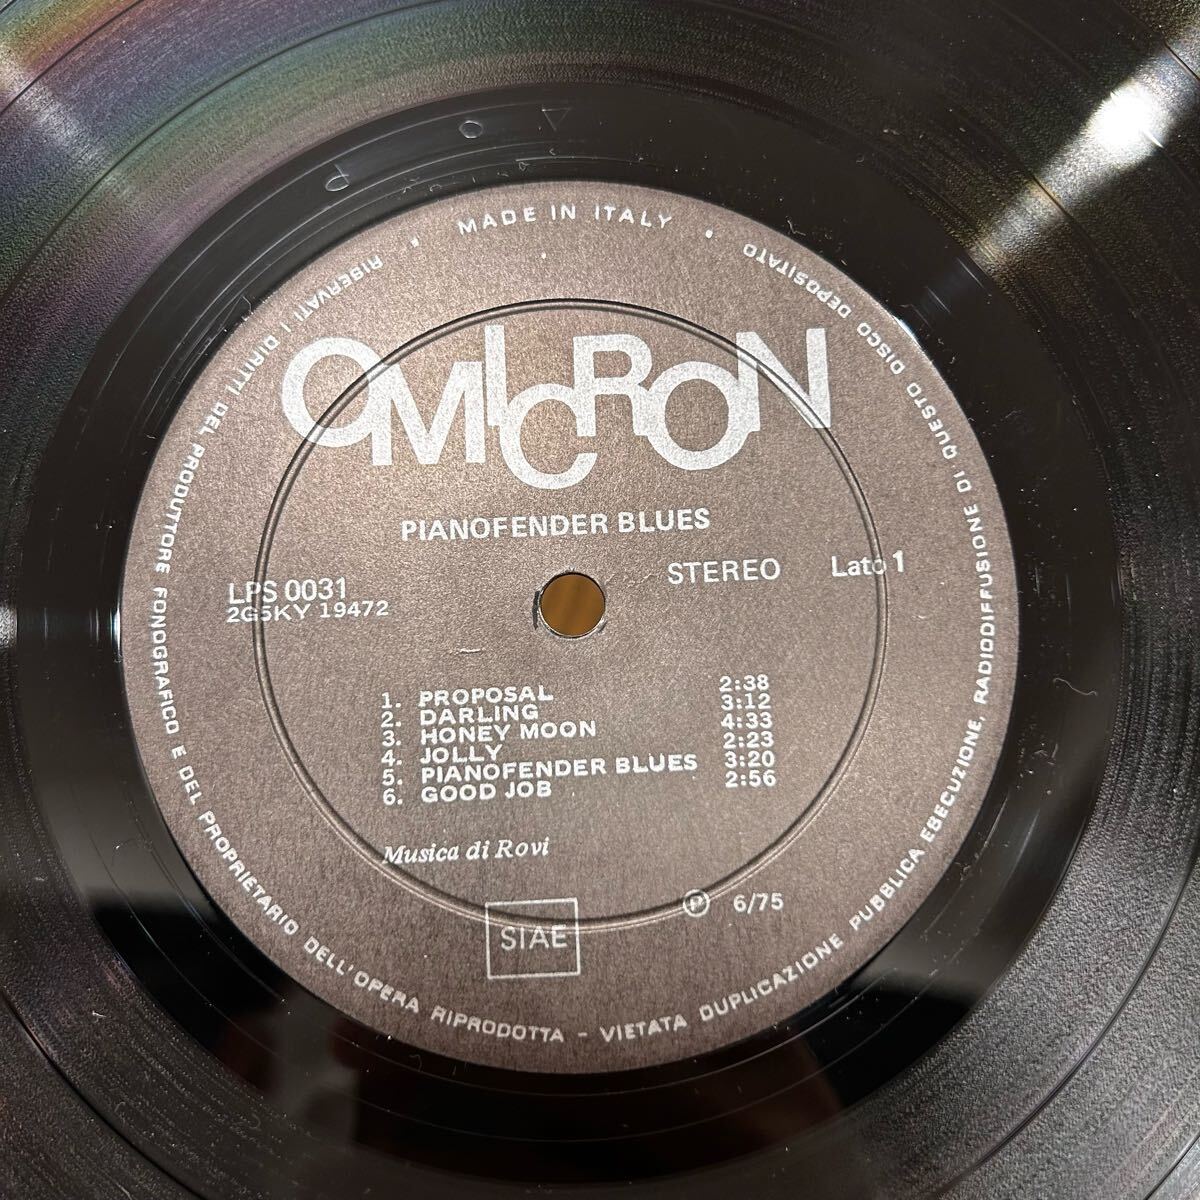 MADE IN ITALY
OMICRON
PIANOFENDER BLUES
LPS 0031
2G5KY 19472
STEREO
Lato 1
1. PROPOSAL 2:38
2. DARLING 3:12
3. HONEY MOON 4:33
4. JOLLY 2:23
5. PIANOFENDER BLUES 3:20
6. GOOD JOB 2:56
Musica di Rovi
SIAE
Ⓟ 6/75
RISERVATI I DIRITTI DEL PRODUTTORE FONOGRAFICO E DEL PROPRIETARIO DELL'OPERA RIPRODOTTA - VIETATA DUPLICAZIONE PUBBLICA ESECUZIONE, RADIODIFFUSIONE DI QUESTO DISCO DEPOSITATO